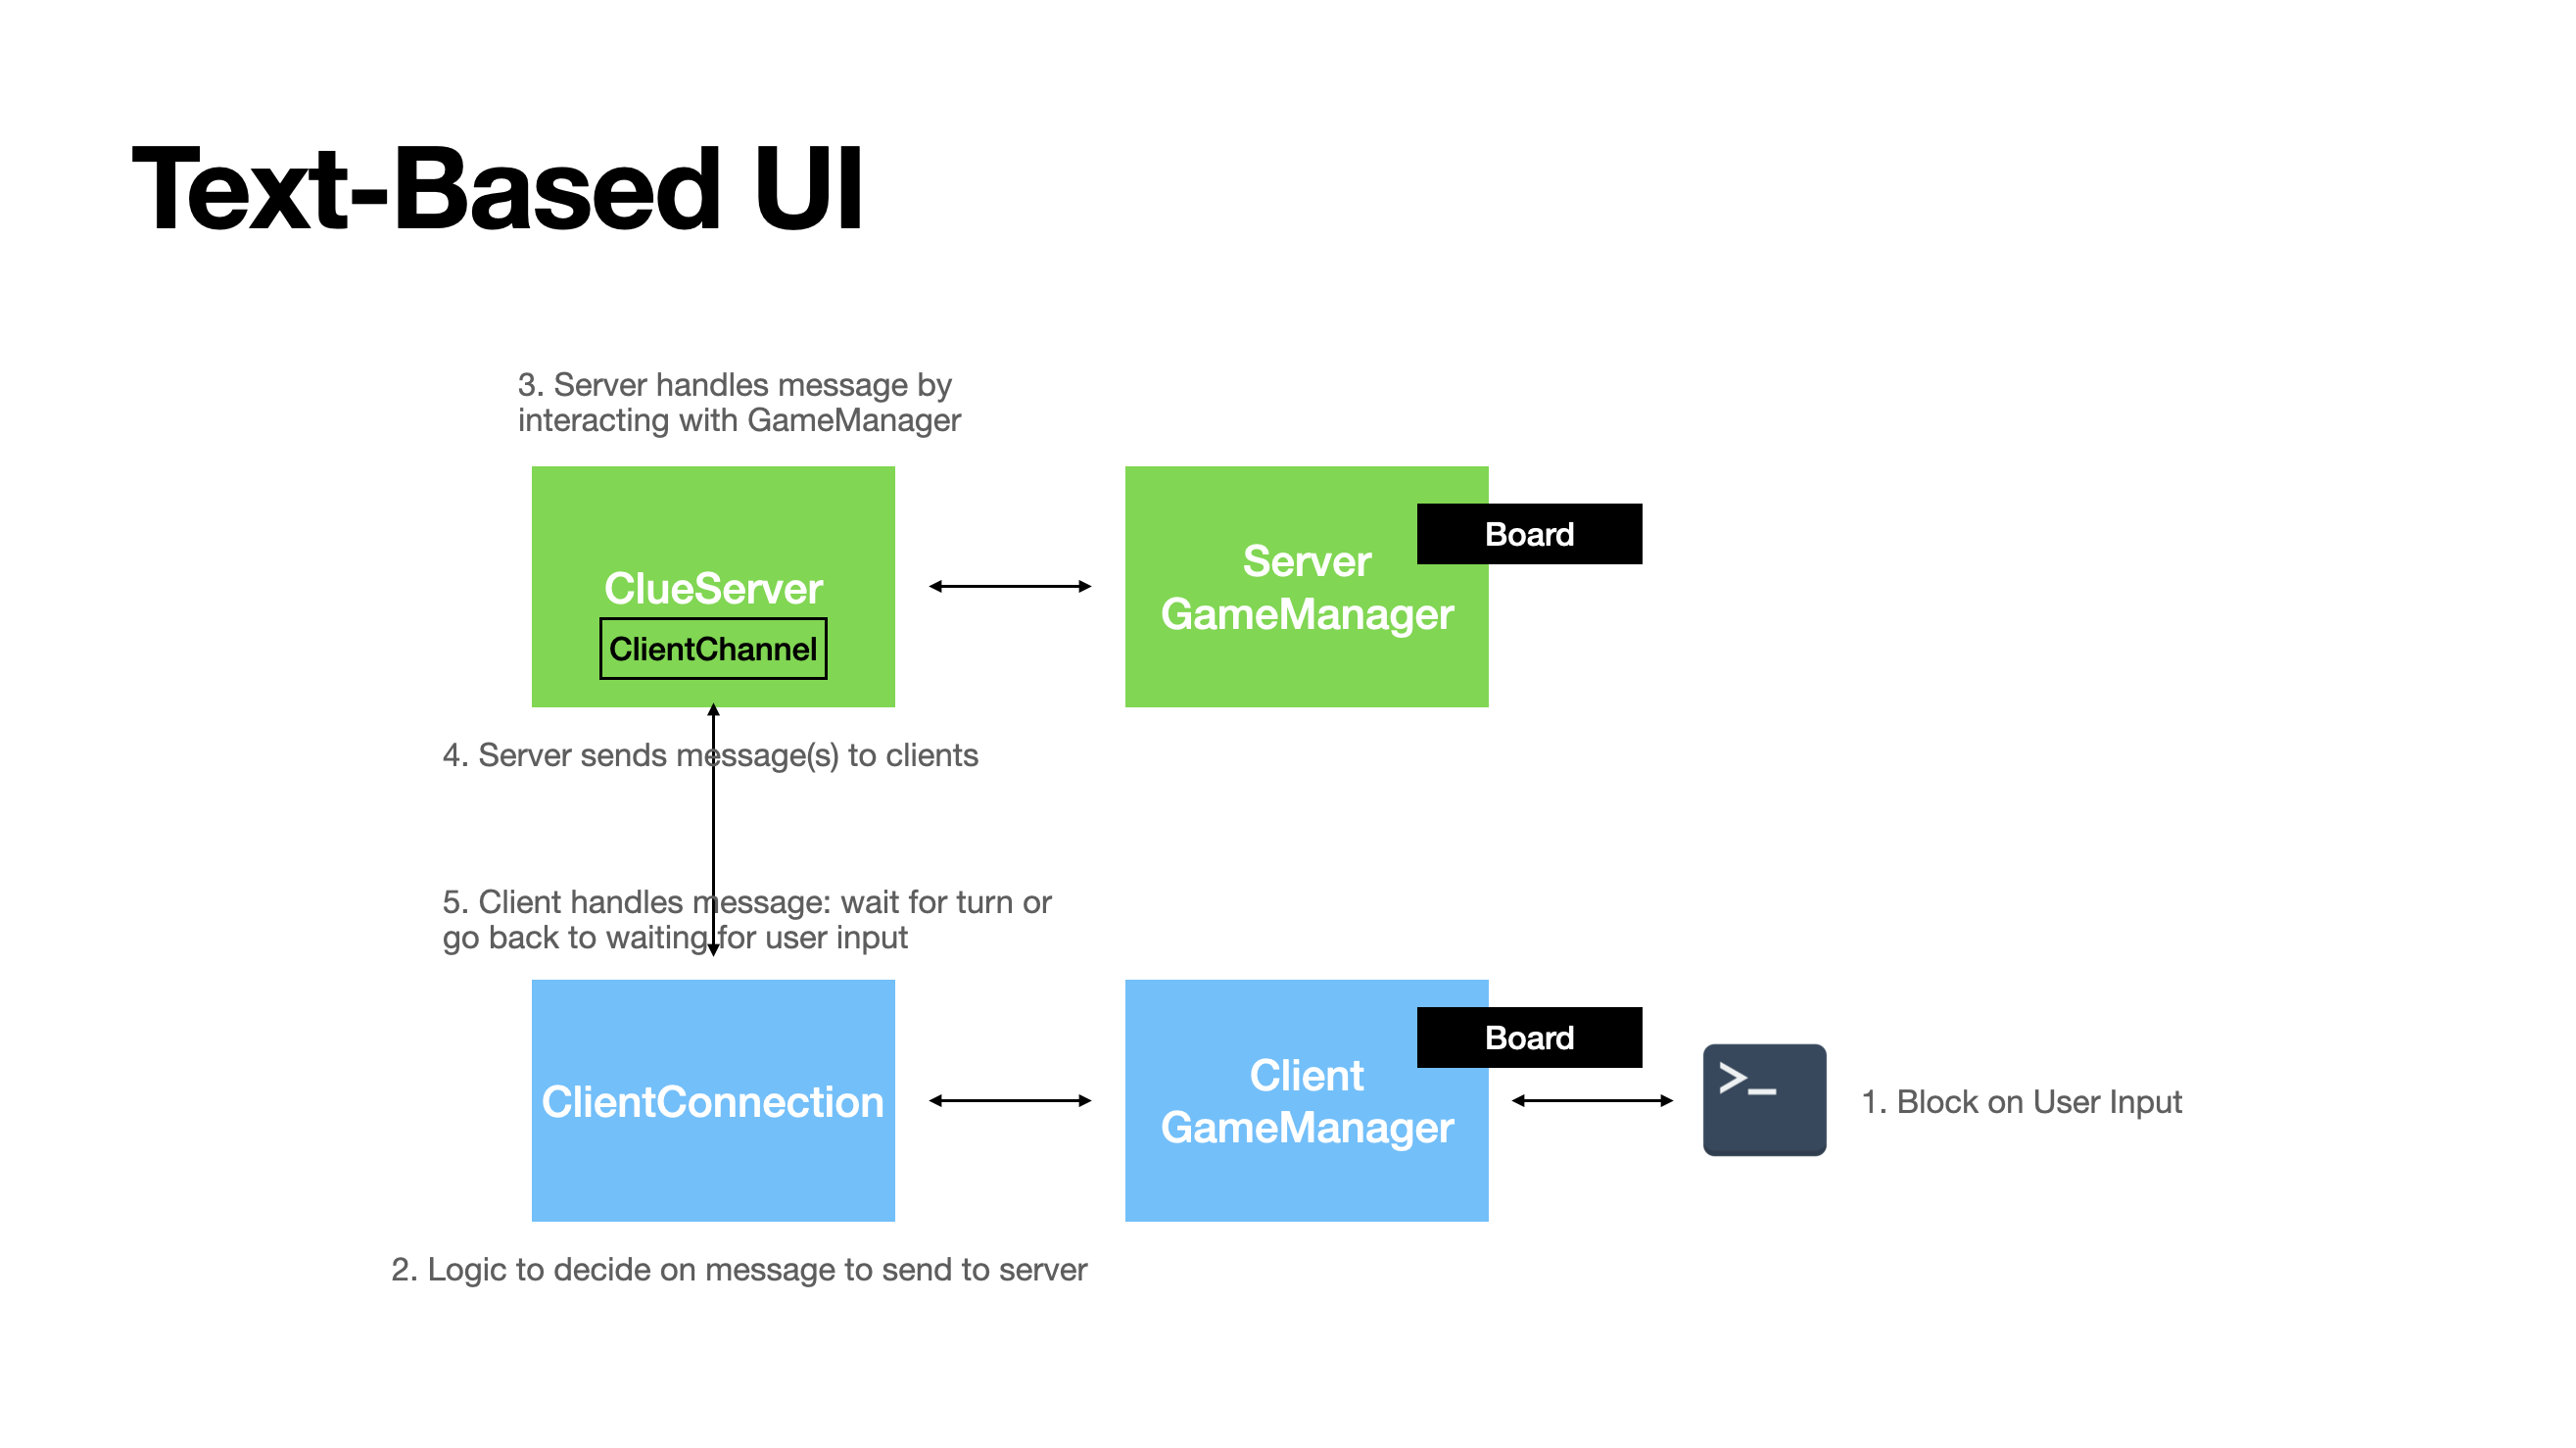 Text-Based UI
3. Server handles message by
interacting with GameManager
ClueServer
ClientChannel
Server
GameManager
Board
4. Server sends message(s) to clients
5. Client handles message: wait for turn or
go back to waiting for user input
ClientConnection
Client
GameManager
Board
>_
1. Block on User Input
2. Logic to decide on message to send to server